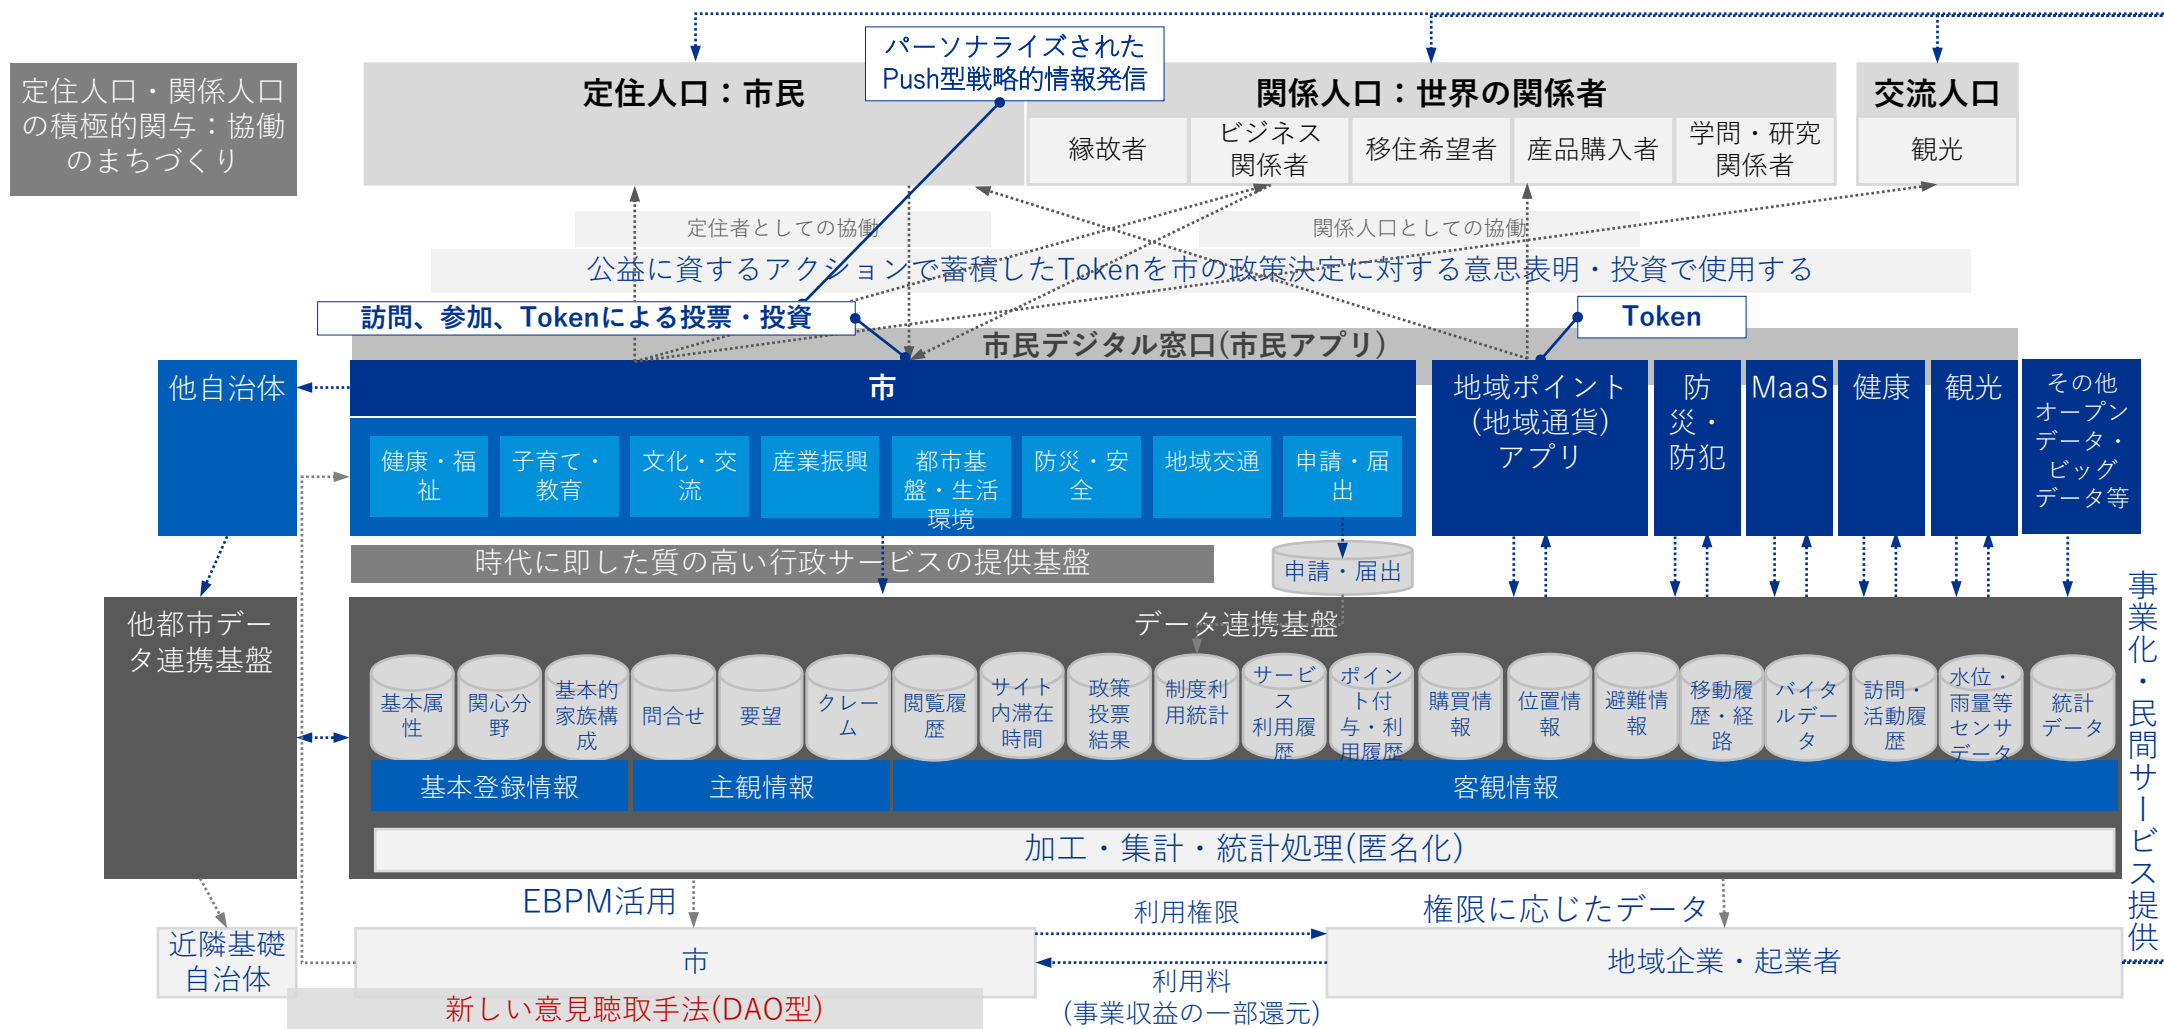 パーソナライズされた
Push型戦略的情報発信
定住人口・関係人口
の積極的関与：協働
のまちづくり
定住人口：市民
関係人口：世界の関係者
交流人口
縁故者
ビジネス
関係者
移住希望者
産品購入者
学問・研究
関係者
観光
定住者としての協働
関係人口としての協働
公益に資するアクションで蓄積したTokenを市の政策決定に対する意思表明・投資で使用する
訪問、参加、Tokenによる投票・投資
Token
市民デジタル窓口(市民アプリ)
他自治体
市
地域ポイント
(地域通貨)
アプリ
防
災・
防犯
MaaS
健康
観光
その他
オープン
データ・
ビッグ
データ等
健康・福
祉
子育て・
教育
文化・交
流
産業振興
都市基
盤・生活
環境
防災・安
全
地域交通
申請・届
出
時代に即した質の高い行政サービスの提供基盤
申請・届出
他都市デー
タ連携基盤
データ連携基盤
基本属
性
関心分
野
基本的
家族構
成
問合せ
要望
クレー
ム
閲覧履
歴
サイト
内滞在
時間
政策
投票
結果
制度利
用統計
サービ
ス
利用履
歴
ポイン
ト付
与・利
用履歴
購買情
報
位置情
報
避難情
報
移動履
歴・経
路
バイタ
ルデー
タ
訪問・
活動履
歴
水位・
雨量等
センサ
データ
統計
データ
基本登録情報
主観情報
客観情報
加工・集計・統計処理(匿名化)
事業化・民間サービス提供
EBPM活用
利用権限
権限に応じたデータ
近隣基礎
自治体
市
地域企業・起業者
利用料
(事業収益の一部還元)
新しい意見聴取手法(DAO型)